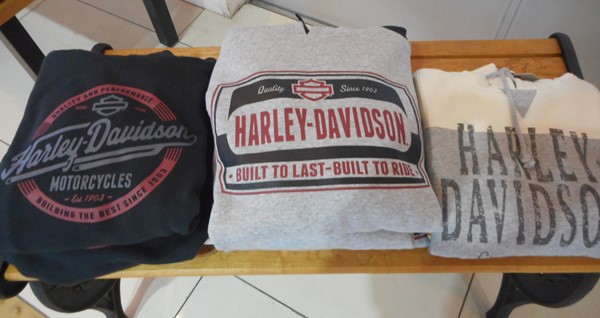 QUALITY AND PERFORMANCE
Harley-Davidson
MOTORCYCLES
Est. 1903
BUILDING THE BEST SINCE 1903
Quality Since 1903
HARLEY-DAVIDSON
BUILT TO LAST-BUILT TO RIDE
HARLEY-
DAVIDSO